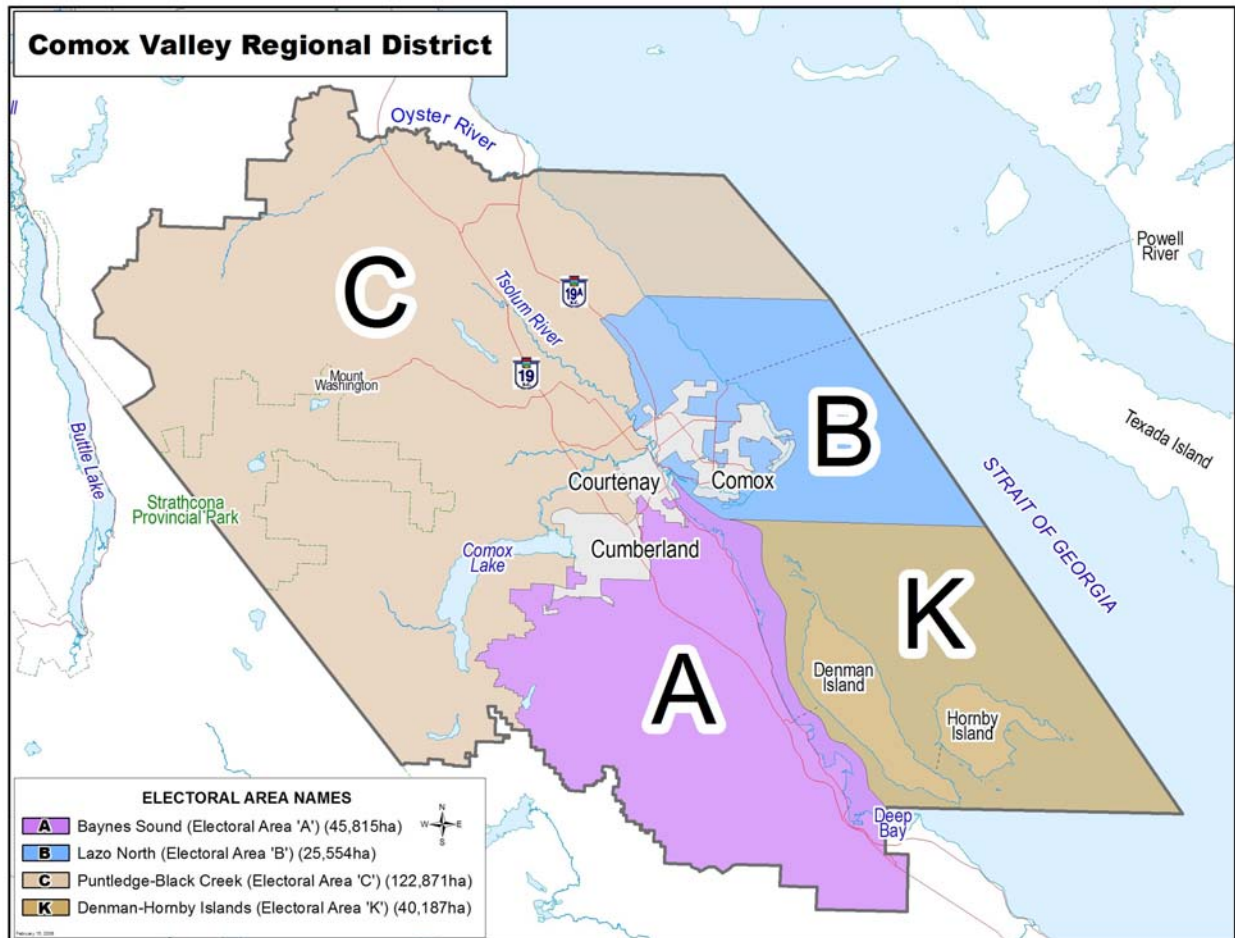 Comox Valley Regional District
Oyster River
Powell
River
C
19A
Tsolum River
19
Mount
Washington
B
Texada Island
Buttle Lake
Courtenay
Comox
STRAIT OF GEORGIA
Strathcona
Provincial Park
Cumberland
Comox
Lake
K
A
Denman
Island
Hornby
Island
Deep
Bay
ELECTORAL AREA NAMES
N
W E
S
A Baynes Sound (Electoral Area 'A') (45,815ha)
B Lazo North (Electoral Area 'B') (25,554ha)
C Puntledge-Black Creek (Electoral Area 'C') (122,871ha)
K Denman-Hornby Islands (Electoral Area 'K') (40,187ha)